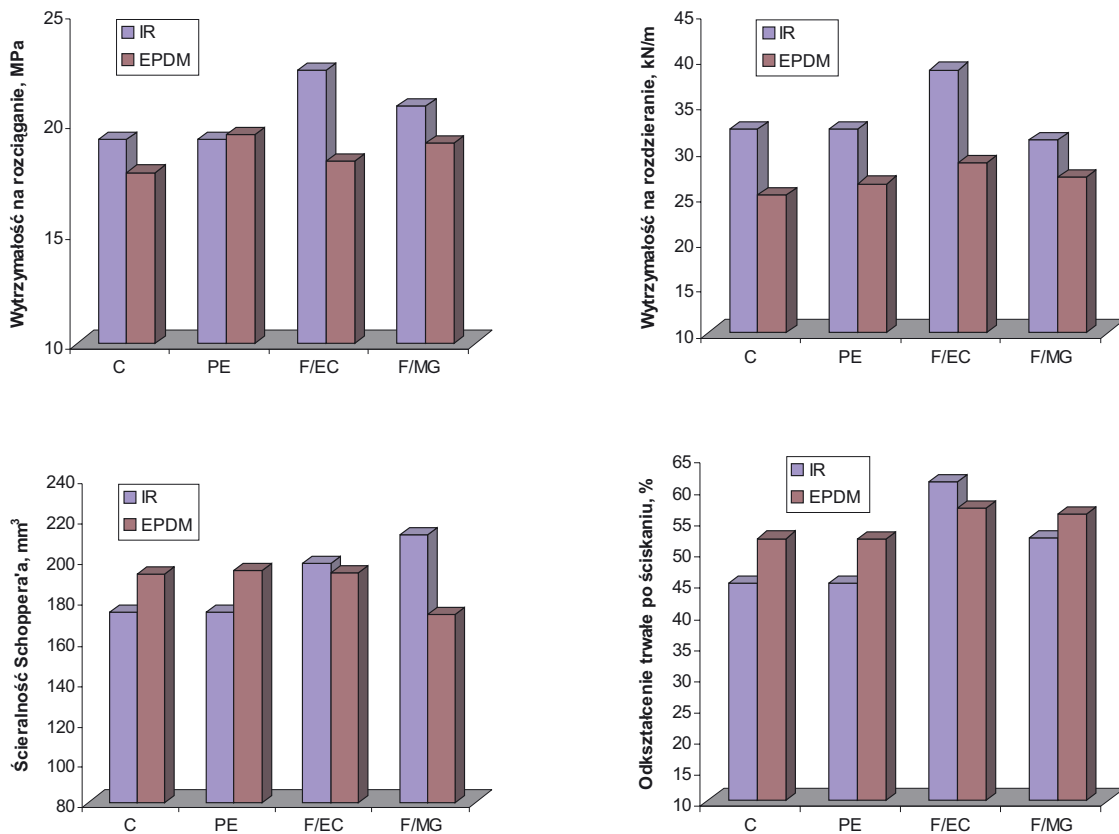 Wytrzymałość na rozciąganie, MPa
25
20
15
10
IR
EPDM
C PE F/EC F/MG
Wytrzymałość na rozdzieranie, kN/m
45
40
35
30
25
20
15
10
IR
EPDM
C PE F/EC F/MG
Ścieralność Schoppera'a, mm³
240
220
200
180
160
140
120
100
80
IR
EPDM
C PE F/EC F/MG
Odkształcenie trwałe po ściskaniu, %
65
60
55
50
45
40
35
30
25
20
15
10
IR
EPDM
C PE F/EC F/MG